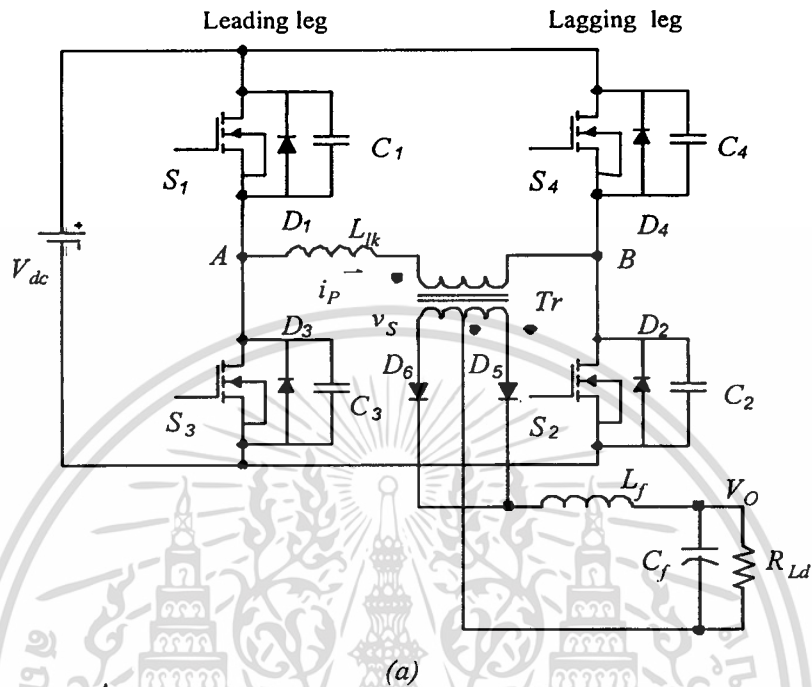 Leading leg
Lagging leg
C1
C4
S1
S4
D1
D4
Llk
A
B
Vdc
+
iP
Tr
vS
D3
D2
D6
D5
C3
C2
S3
S2
Lf
VO
Cf
RLd
(a)